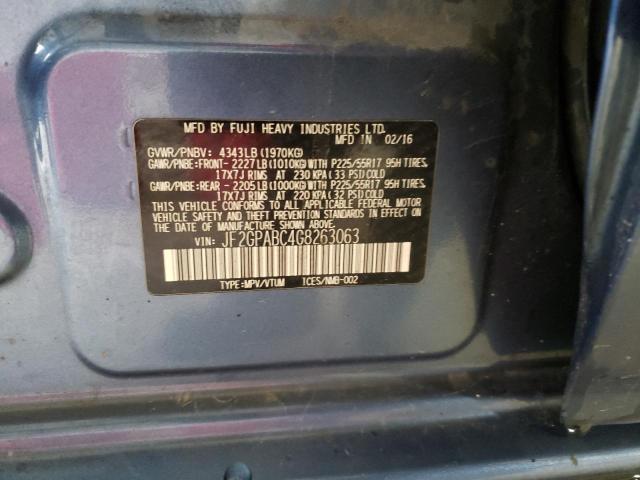 MFD BY FUJI HEAVY INDUSTRIES LTD.
MFD IN 02/16
GVWR/PNBV: 4343LB (1970KG)
GAWR/PNBE:FRONT- 2227LB(1010KG)WITH P225/55R17 95H TIRES,
17X7J RIMS AT 230 KPA(33 PSI)COLD
GAWR/PNBE:REAR - 2205LB(1000KG)WITH P225/55R17 95H TIRES,
17X7J RIMS AT 220 KPA(32 PSI)COLD
THIS VEHICLE CONFORMS TO ALL APPLICABLE FEDERAL MOTOR
VEHICLE SAFETY AND THEFT PREVENTION STANDARDS IN
EFFECT ON THE DATE OF MANUFACTURE SHOWN ABOVE.
VIN: JF2GPABC4G8263063
TYPE:MPV/VTUM ICES/NMB-002